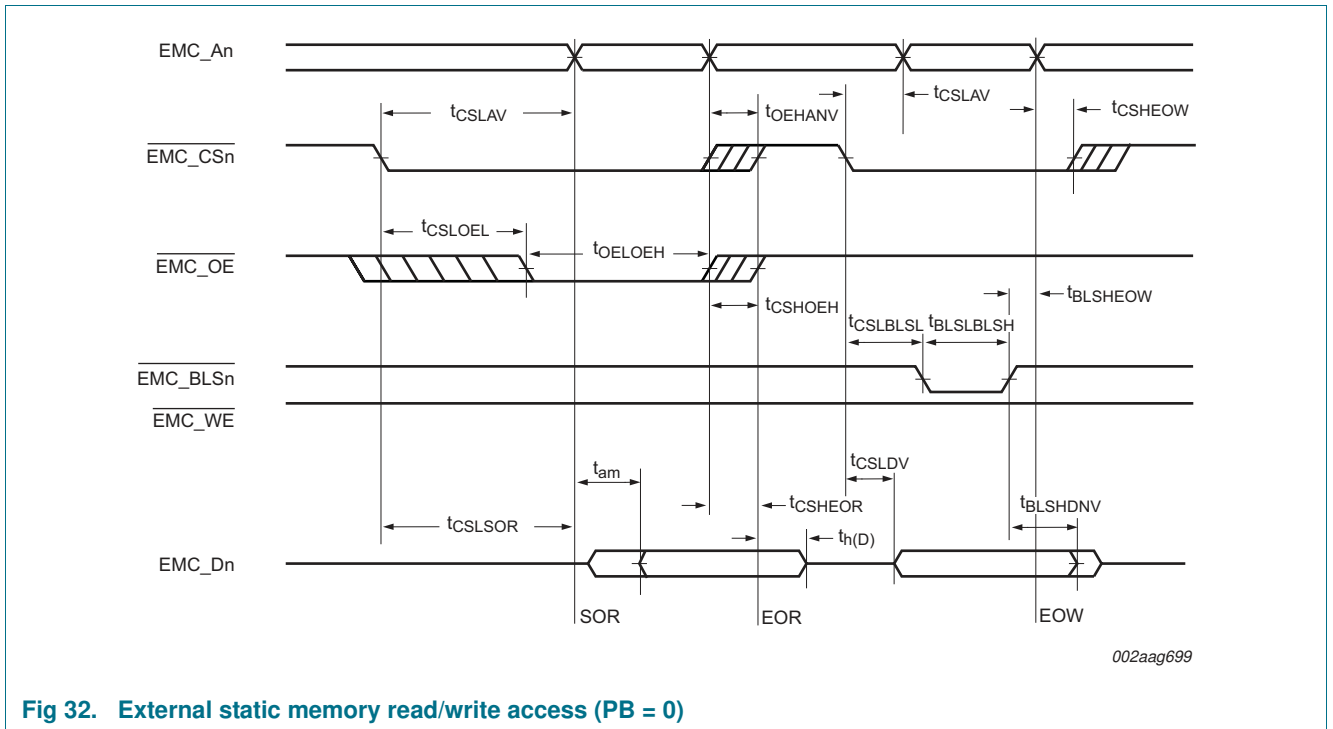 EMC_An
tCSLAV
tOEHANV
tCSLAV
tCSHEOW
EMC_CSn
tCSLOEL
tOELOEH
EMC_OE
tCSHOEH
tBLSHEOW
tCSLBLSL
tBLSLBLSH
EMC_BLSn
EMC_WE
tam
tCSLDV
tCSHEOR
tBLSHDNV
tCSLSOR
th(D)
EMC_Dn
SOR
EOR
EOW
002aag699
Fig 32. External static memory read/write access (PB = 0)